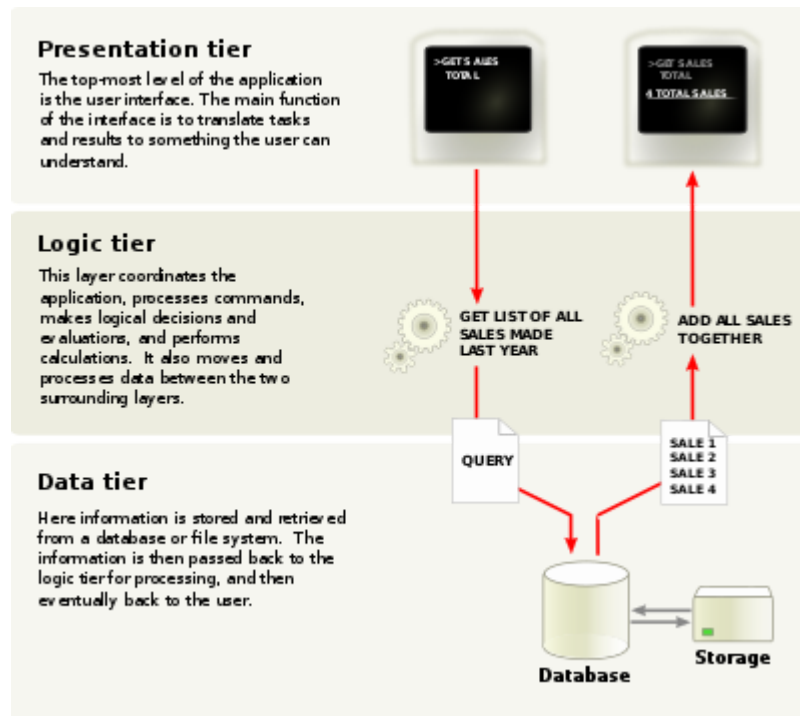 Presentation tier
The top-most level of the application
is the user interface. The main function
of the interface is to translate tasks
and results to something the user can
understand.
>GET SALES
TOTAL
>GET SALES
TOTAL
4 TOTAL SALES
Logic tier
This layer coordinates the
application, processes commands,
makes logical decisions and
evaluations, and performs
calculations. It also moves and
processes data between the two
surrounding layers.
GET LIST OF ALL
SALES MADE
LAST YEAR
ADD ALL SALES
TOGETHER
QUERY
SALE 1
SALE 2
SALE 3
SALE 4
Data tier
Here information is stored and retrieved
from a database or file system. The
information is then passed back to the
logic tier for processing, and then
eventually back to the user.
Database
Storage